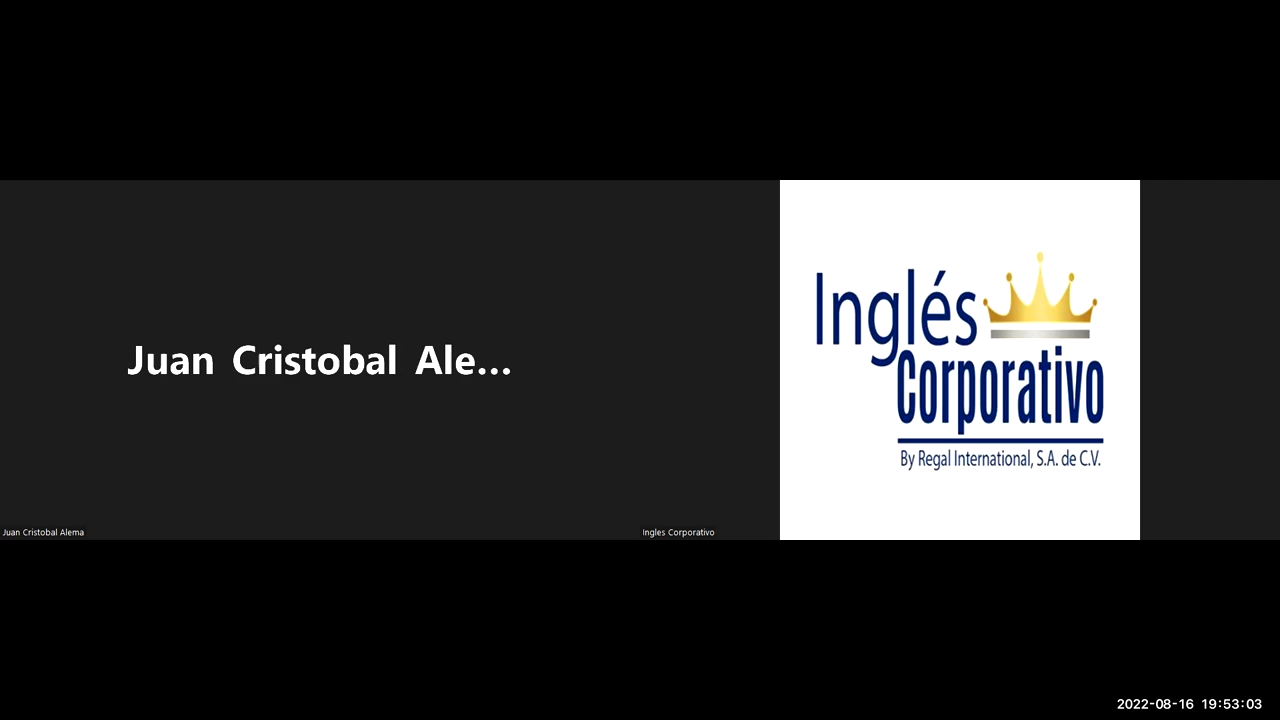 Juan Cristobal Ale...
Juan Cristobal Alema
Inglés
Corporativo
By Regal International, S.A. de C.V.
Ingles Corporativo
2022-08-16 19:53:03